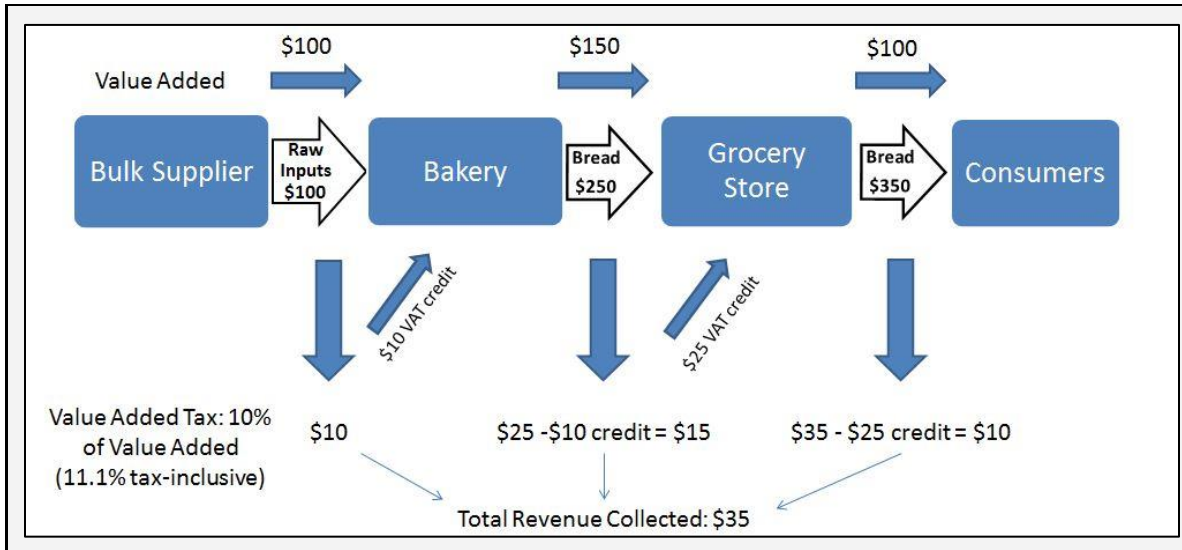 $100
$150
$100
Value Added
Bulk Supplier
Raw
Inputs
$100
Bakery
Bread
$250
Grocery
Store
Bread
$350
Consumers
$10 VAT credit
$25 VAT credit
Value Added Tax: 10%
of Value Added
(11.1% tax-inclusive)
$10
$25 -$10 credit = $15
$35 - $25 credit = $10
Total Revenue Collected: $35